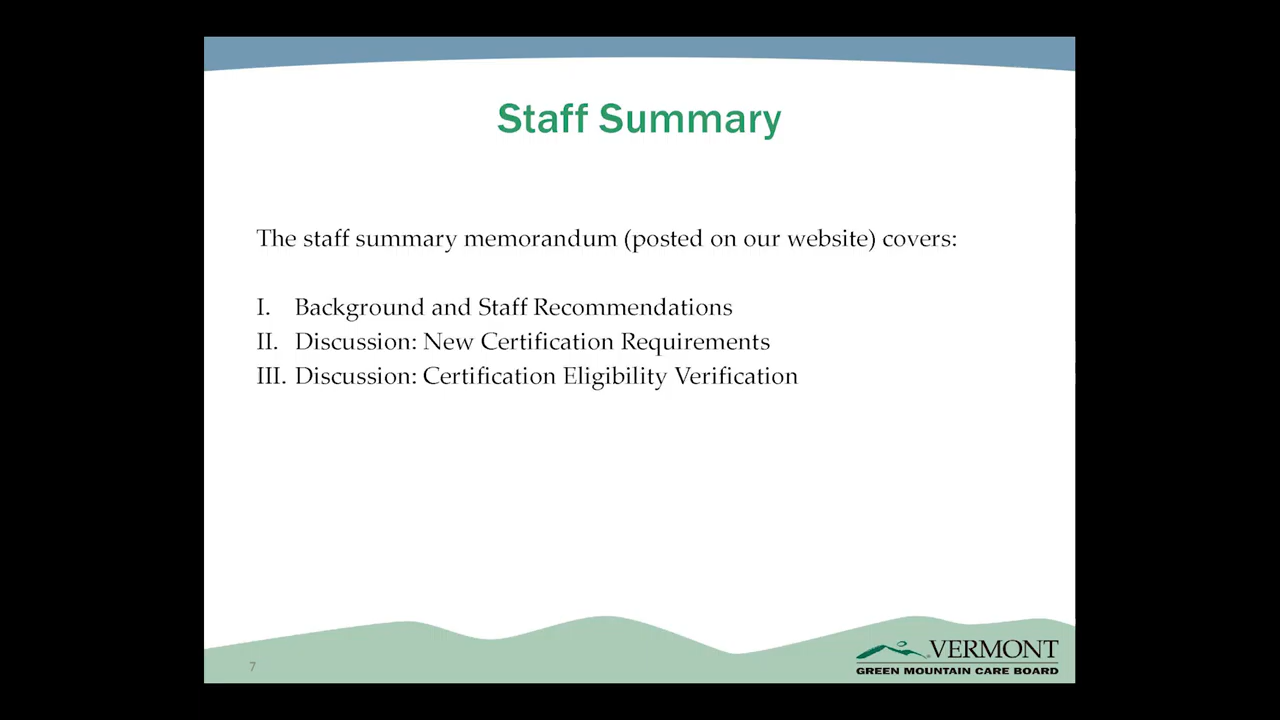 Staff Summary
The staff summary memorandum (posted on our website) covers:
I. Background and Staff Recommendations
II. Discussion: New Certification Requirements
III. Discussion: Certification Eligibility Verification
7
VERMONT
GREEN MOUNTAIN CARE BOARD